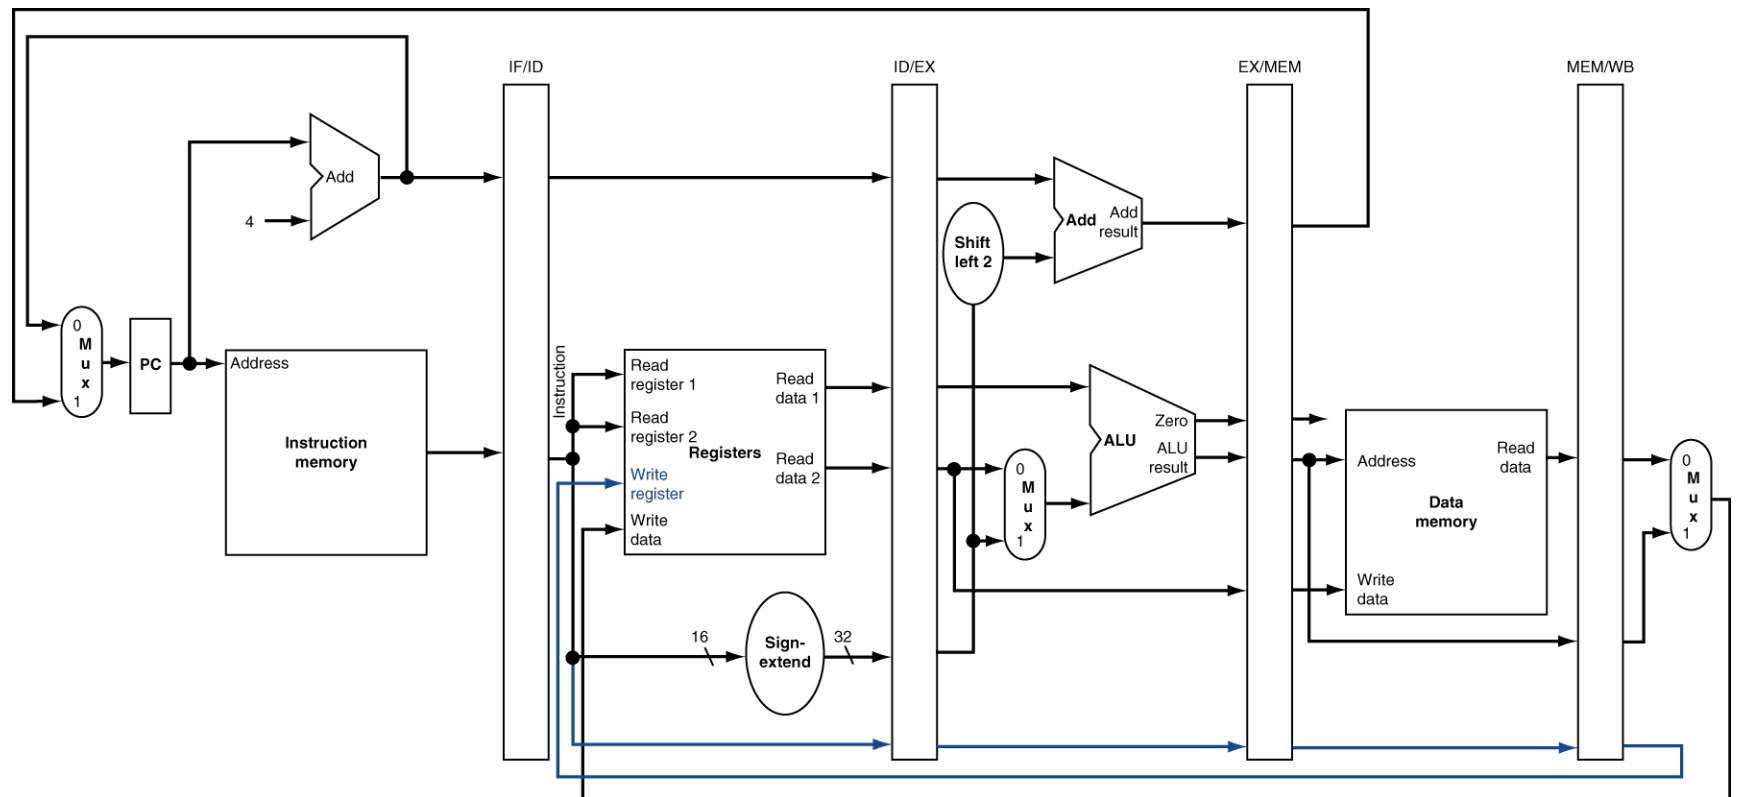 IF/ID
ID/EX
EX/MEM
MEM/WB
Add
4
Add
Add
result
Shift
left 2
0
M
u
x
1
PC
Address
Instruction
memory
Instruction
Read
register 1
Read
register 2
Write
register
Write
data
Registers
Read
data 1
Read
data 2
16
Sign-
extend
32
0
M
u
x
1
Zero
ALU
ALU
result
Address
Read
data
Data
memory
Write
data
0
M
u
x
1